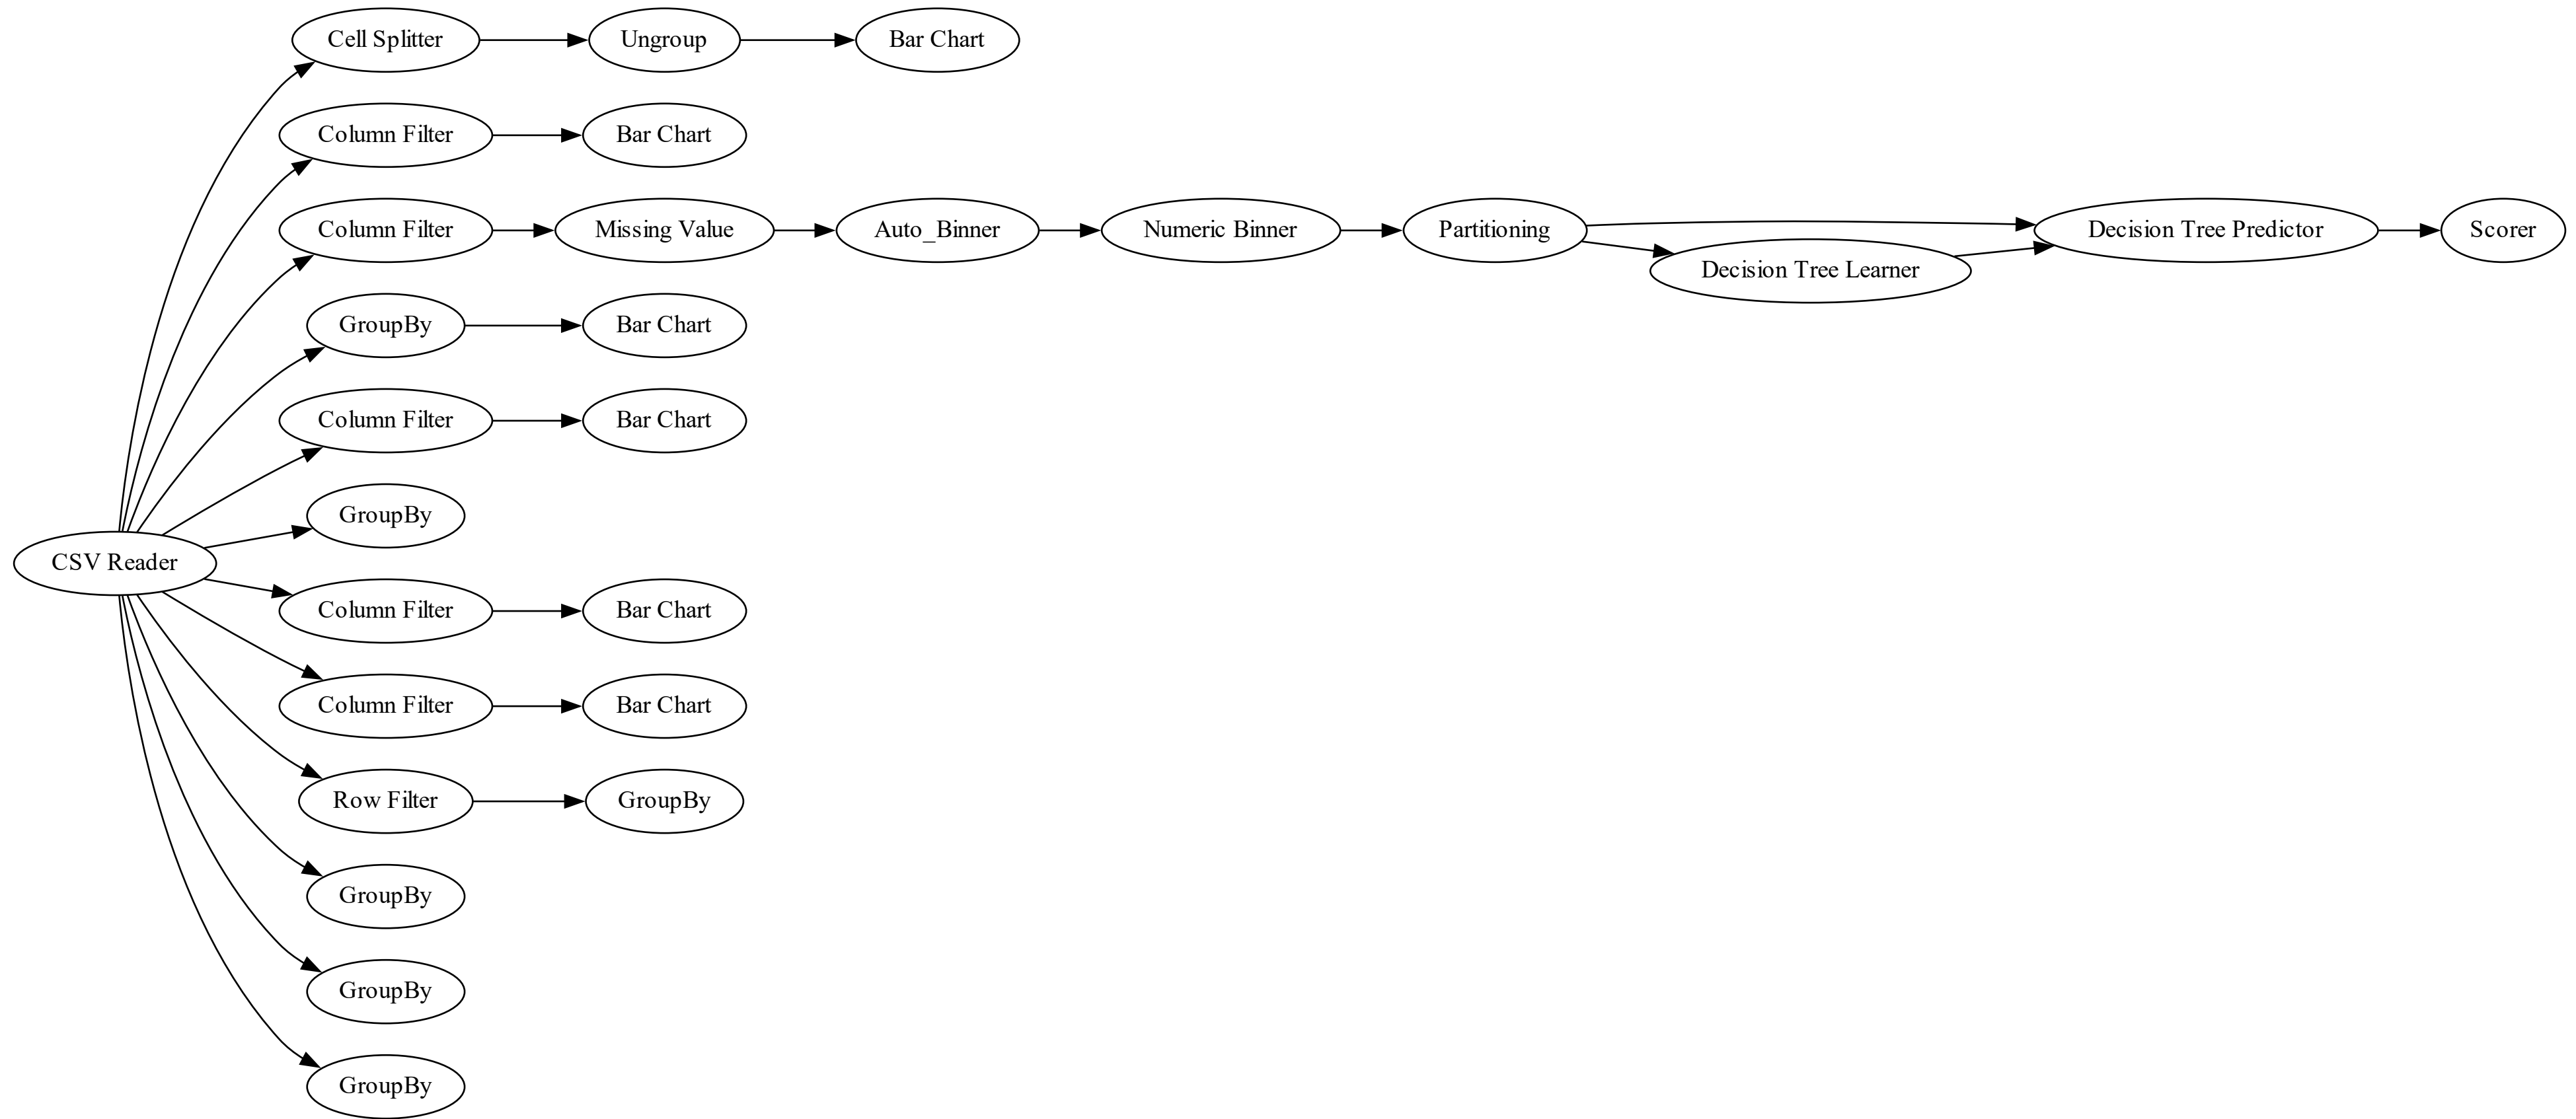 Cell Splitter
Ungroup
Bar Chart
Column Filter
Bar Chart
Column Filter
Missing Value
Auto_Binner
Numeric Binner
Partitioning
Decision Tree Predictor
Scorer
Decision Tree Learner
GroupBy
Bar Chart
Column Filter
Bar Chart
GroupBy
CSV Reader
Column Filter
Bar Chart
Column Filter
Bar Chart
Row Filter
GroupBy
GroupBy
GroupBy
GroupBy